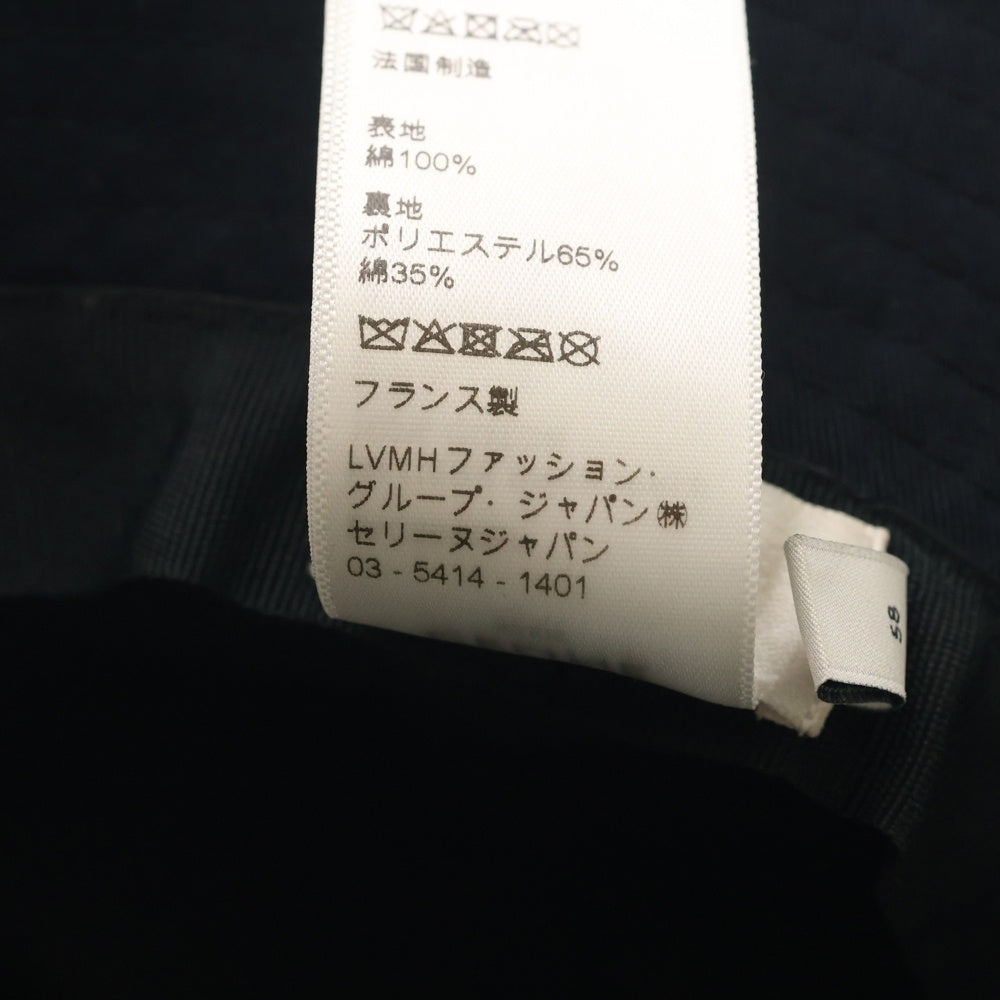 法国制造
表地
綿100%
裏地
ポリエステル65%
綿35%
フランス製
LVMHファッション・
グループ・ジャパン㈱
セリーヌジャパン
03 - 5414 - 1401
58